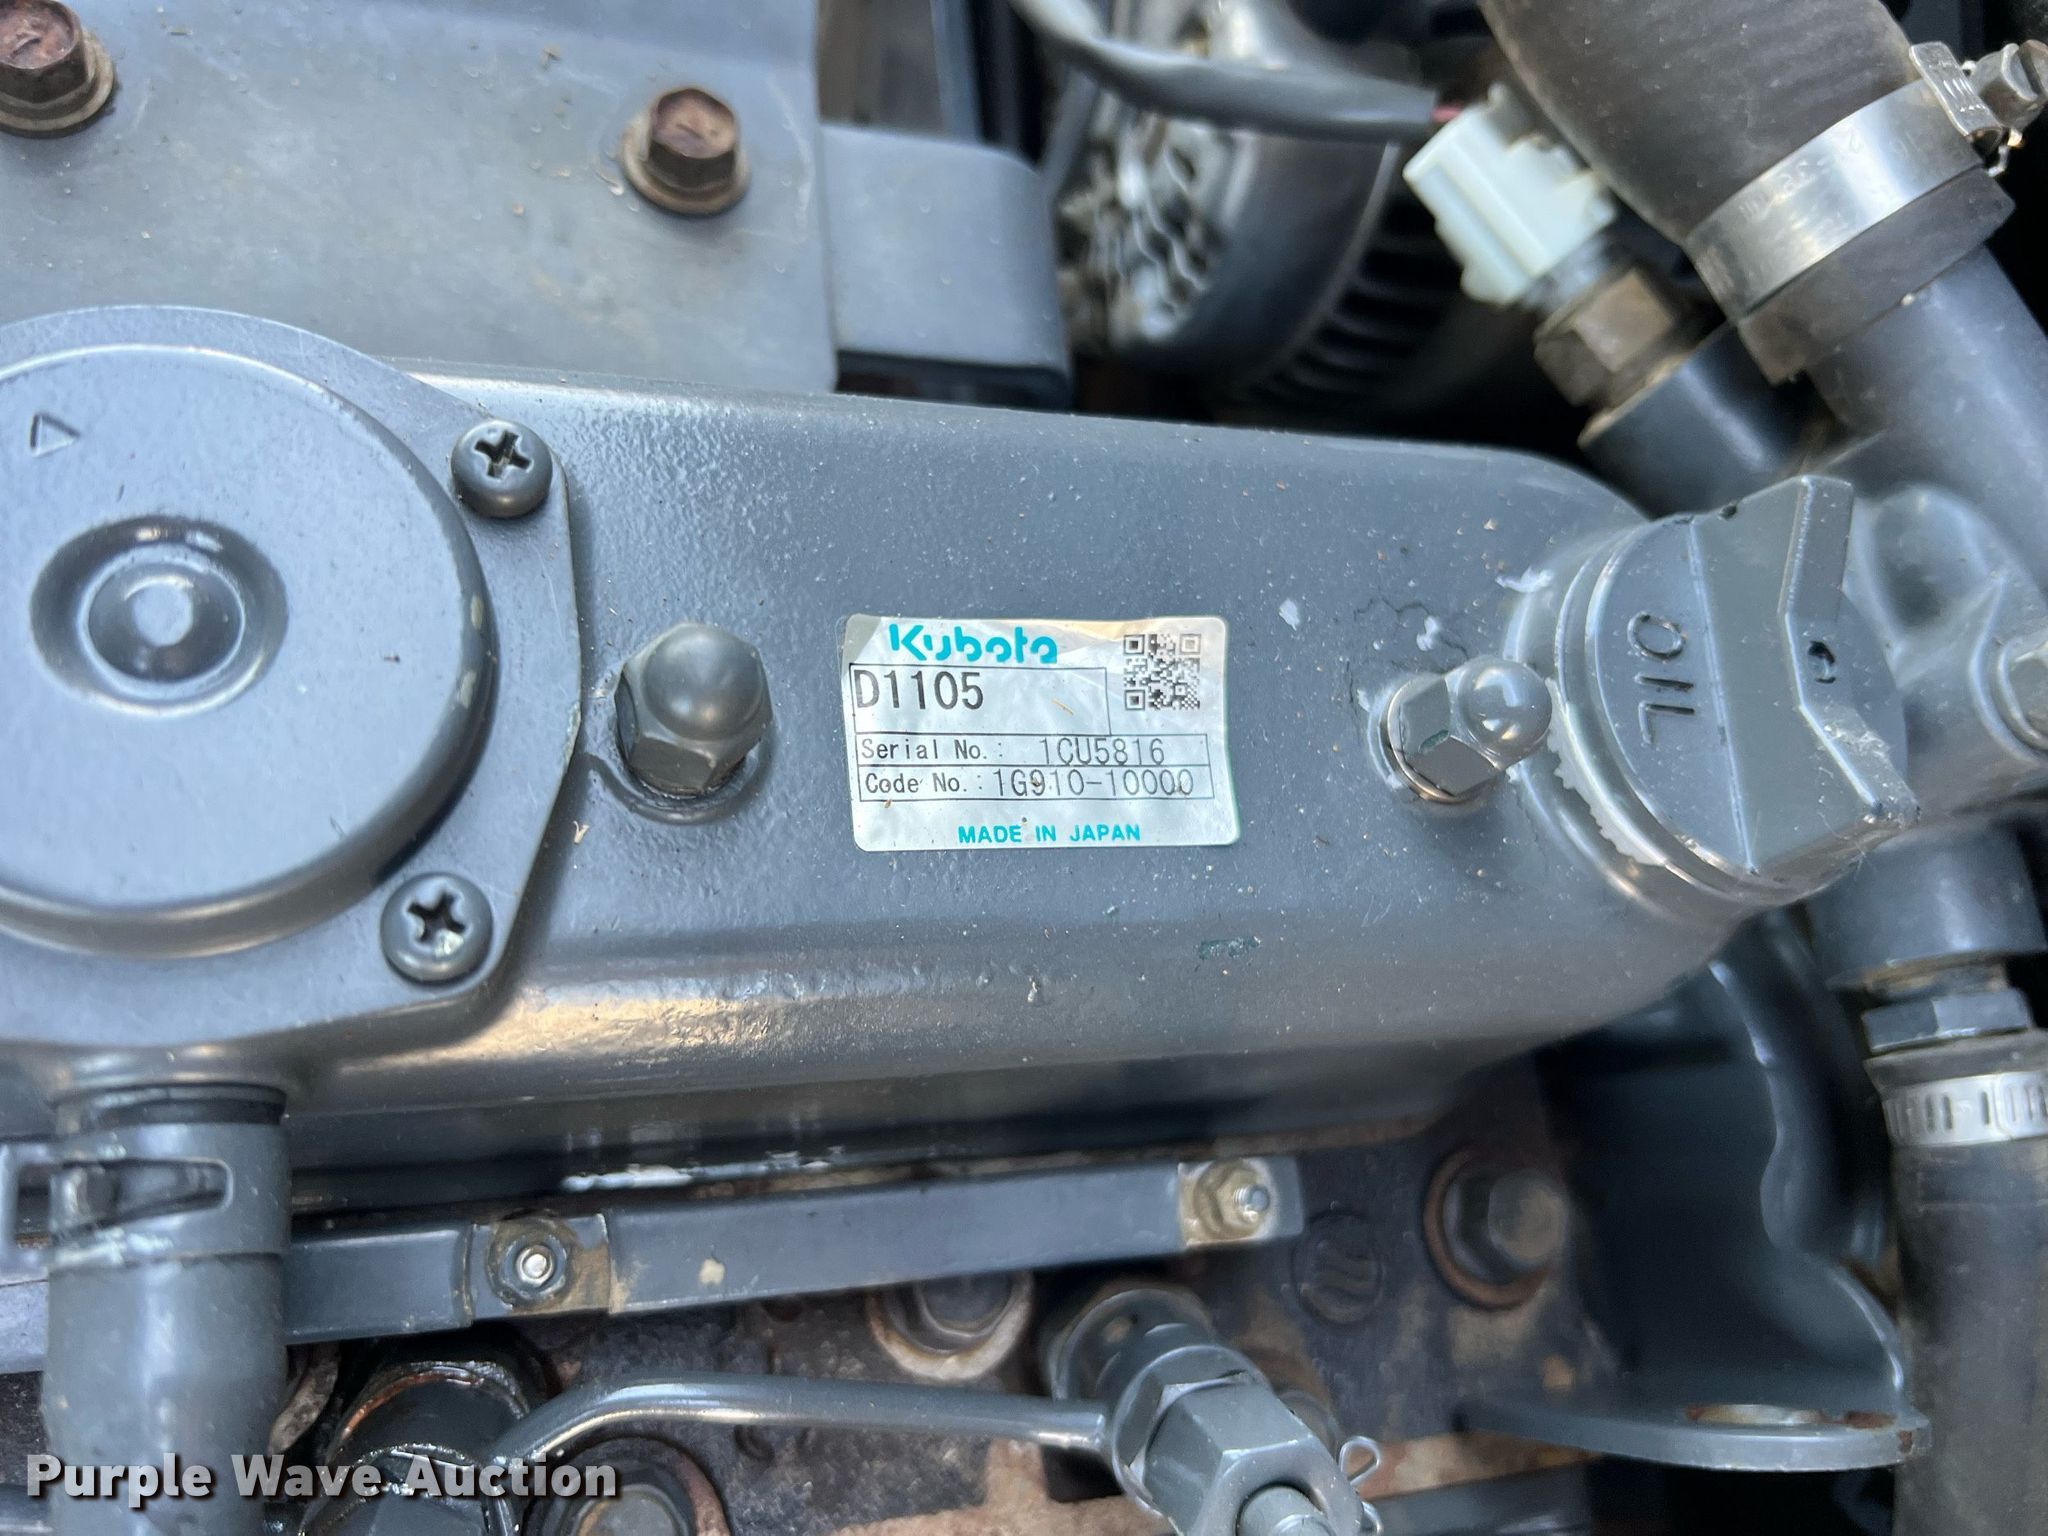 Kubota
D1105
Serial No.: 1CU5816
Code No.: 1G910-10000
MADE IN JAPAN
OIL
Purple Wave Auction